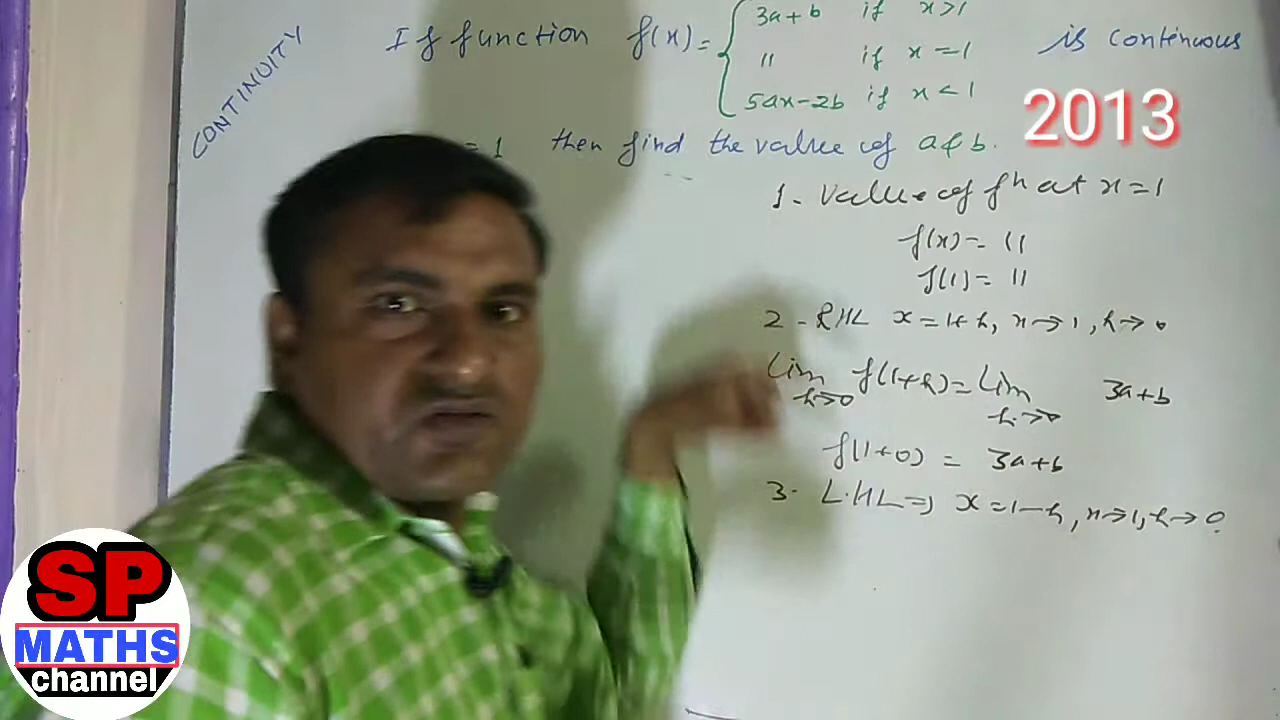 CONTINUITY
If function f(x)= { 3a+b if x>1
11 if x=1
5ax-2b if x<1
is continuous
2013
= 1 then find the value of a & b.
1- value of fn at x=1
f(x)= 11
f(1)= 11
2 - RHL x=1+h, x→1, h→0
Lim h→0 f(1+h)= Lim h→0 3a+b
f(1+0) = 3a+b
3- L.HL ⇒ x=1-h, x→1, h→0
SP
MATHS
channel